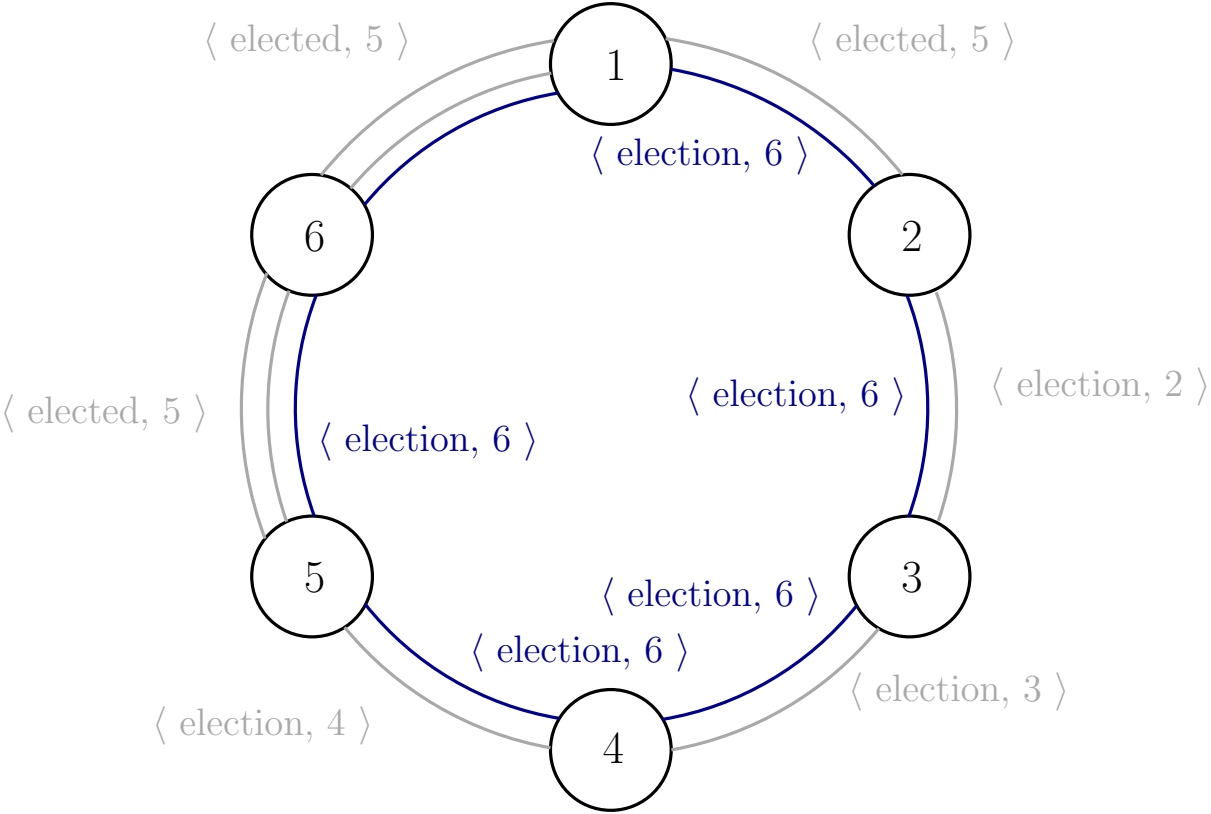 ⟨ elected, 5 ⟩
1
⟨ elected, 5 ⟩
⟨ election, 6 ⟩
6
2
⟨ elected, 5 ⟩
⟨ election, 6 ⟩
⟨ election, 6 ⟩
⟨ election, 2 ⟩
5
3
⟨ election, 6 ⟩
⟨ election, 6 ⟩
⟨ election, 4 ⟩
⟨ election, 3 ⟩
4